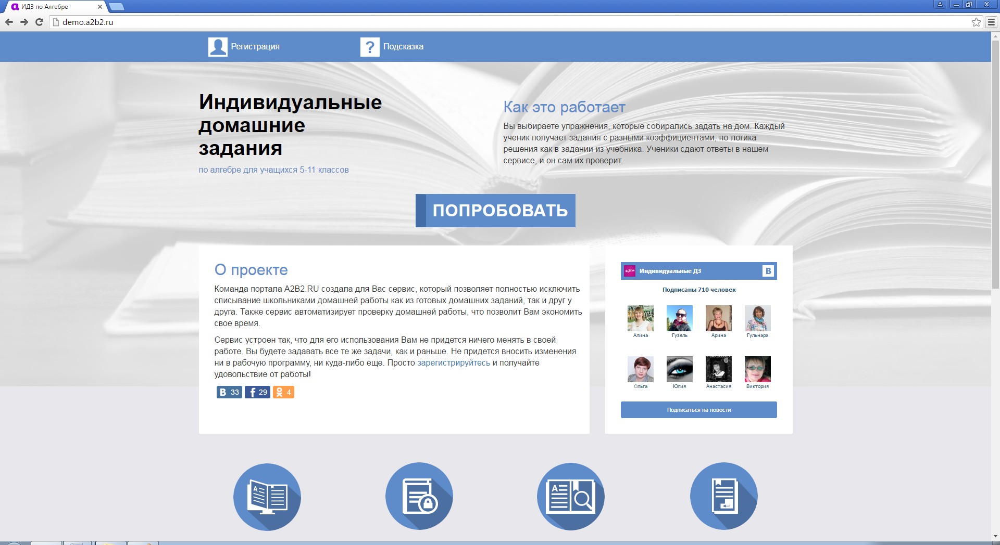 ИДЗ по Алгебре
demo.a2b2.ru
Регистрация
Подсказка
Индивидуальные
домашние
задания
по алгебре для учащихся 5-11 классов
Как это работает
Вы выбираете упражнения, которые собирались задать на дом. Каждый
ученик получает задания с разными коэффициентами, но логика
решения как в задании из учебника. Ученики сдают ответы в нашем
сервисе, и он сам их проверит.
ПОПРОБОВАТЬ
О проекте
Команда портала A2B2.RU создала для Вас сервис, который позволяет полностью исключить
списывание школьниками домашней работы как из готовых домашних заданий, так и друг у
друга. Также сервис автоматизирует проверку домашней работы, что позволит Вам экономить
свое время.
Сервис устроен так, что для его использования Вам не придется ничего менять в своей
работе. Вы будете задавать все те же задачи, как и раньше. Не придется вносить изменения
ни в рабочую программу, ни куда-либо еще. Просто зарегистрируйтесь и получайте
удовольствие от работы!
33
29
4
Индивидуальные ДЗ
Подписаны 710 человек
Алина Гузель Арина Гульнара
Ольга Юлия Анастасия Виктория
Подписаться на новости